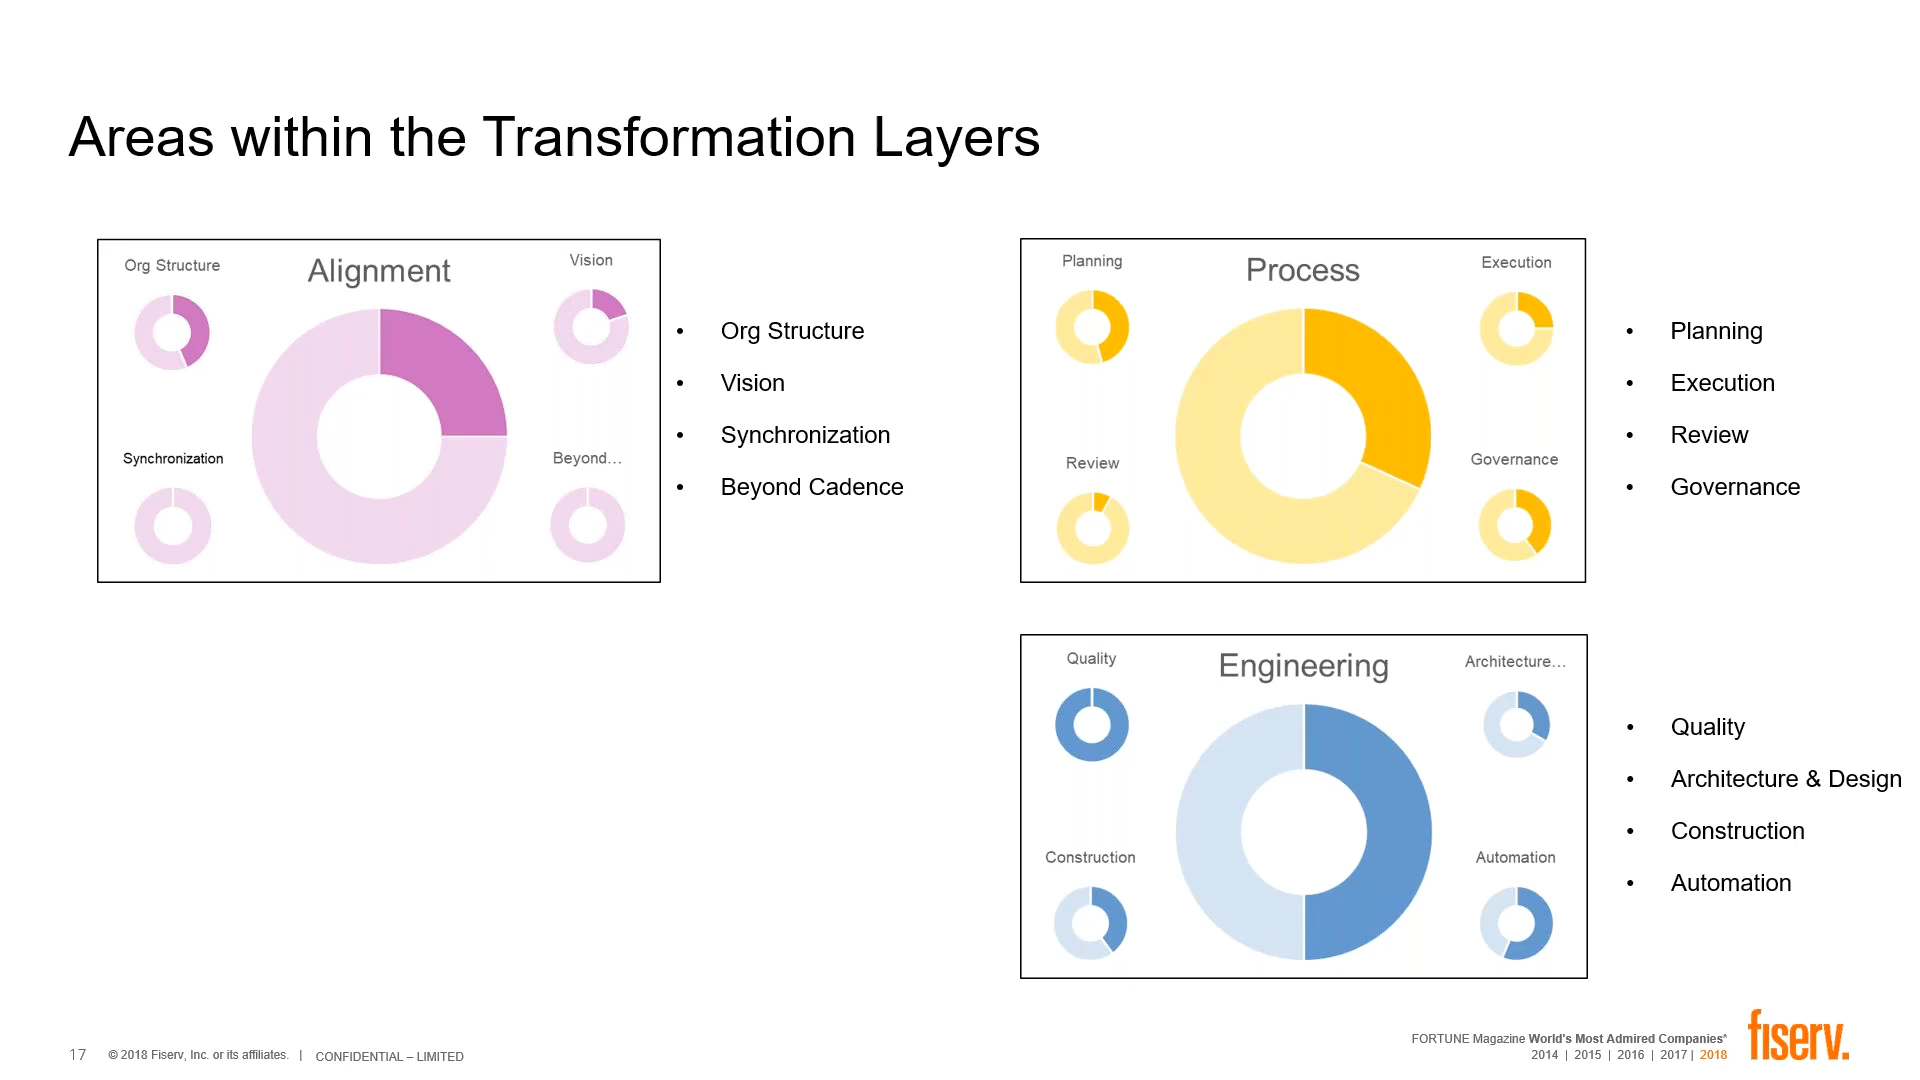 Areas within the Transformation Layers
Org Structure
Alignment
Vision
Synchronization
Beyond…
• Org Structure
• Vision
• Synchronization
• Beyond Cadence
Planning
Process
Execution
Review
Governance
• Planning
• Execution
• Review
• Governance
Quality
Engineering
Architecture…
Construction
Automation
• Quality
• Architecture & Design
• Construction
• Automation
17 © 2018 Fiserv, Inc. or its affiliates. | CONFIDENTIAL – LIMITED
FORTUNE Magazine World's Most Admired Companies*
2014 | 2015 | 2016 | 2017 | 2018
fiserv.